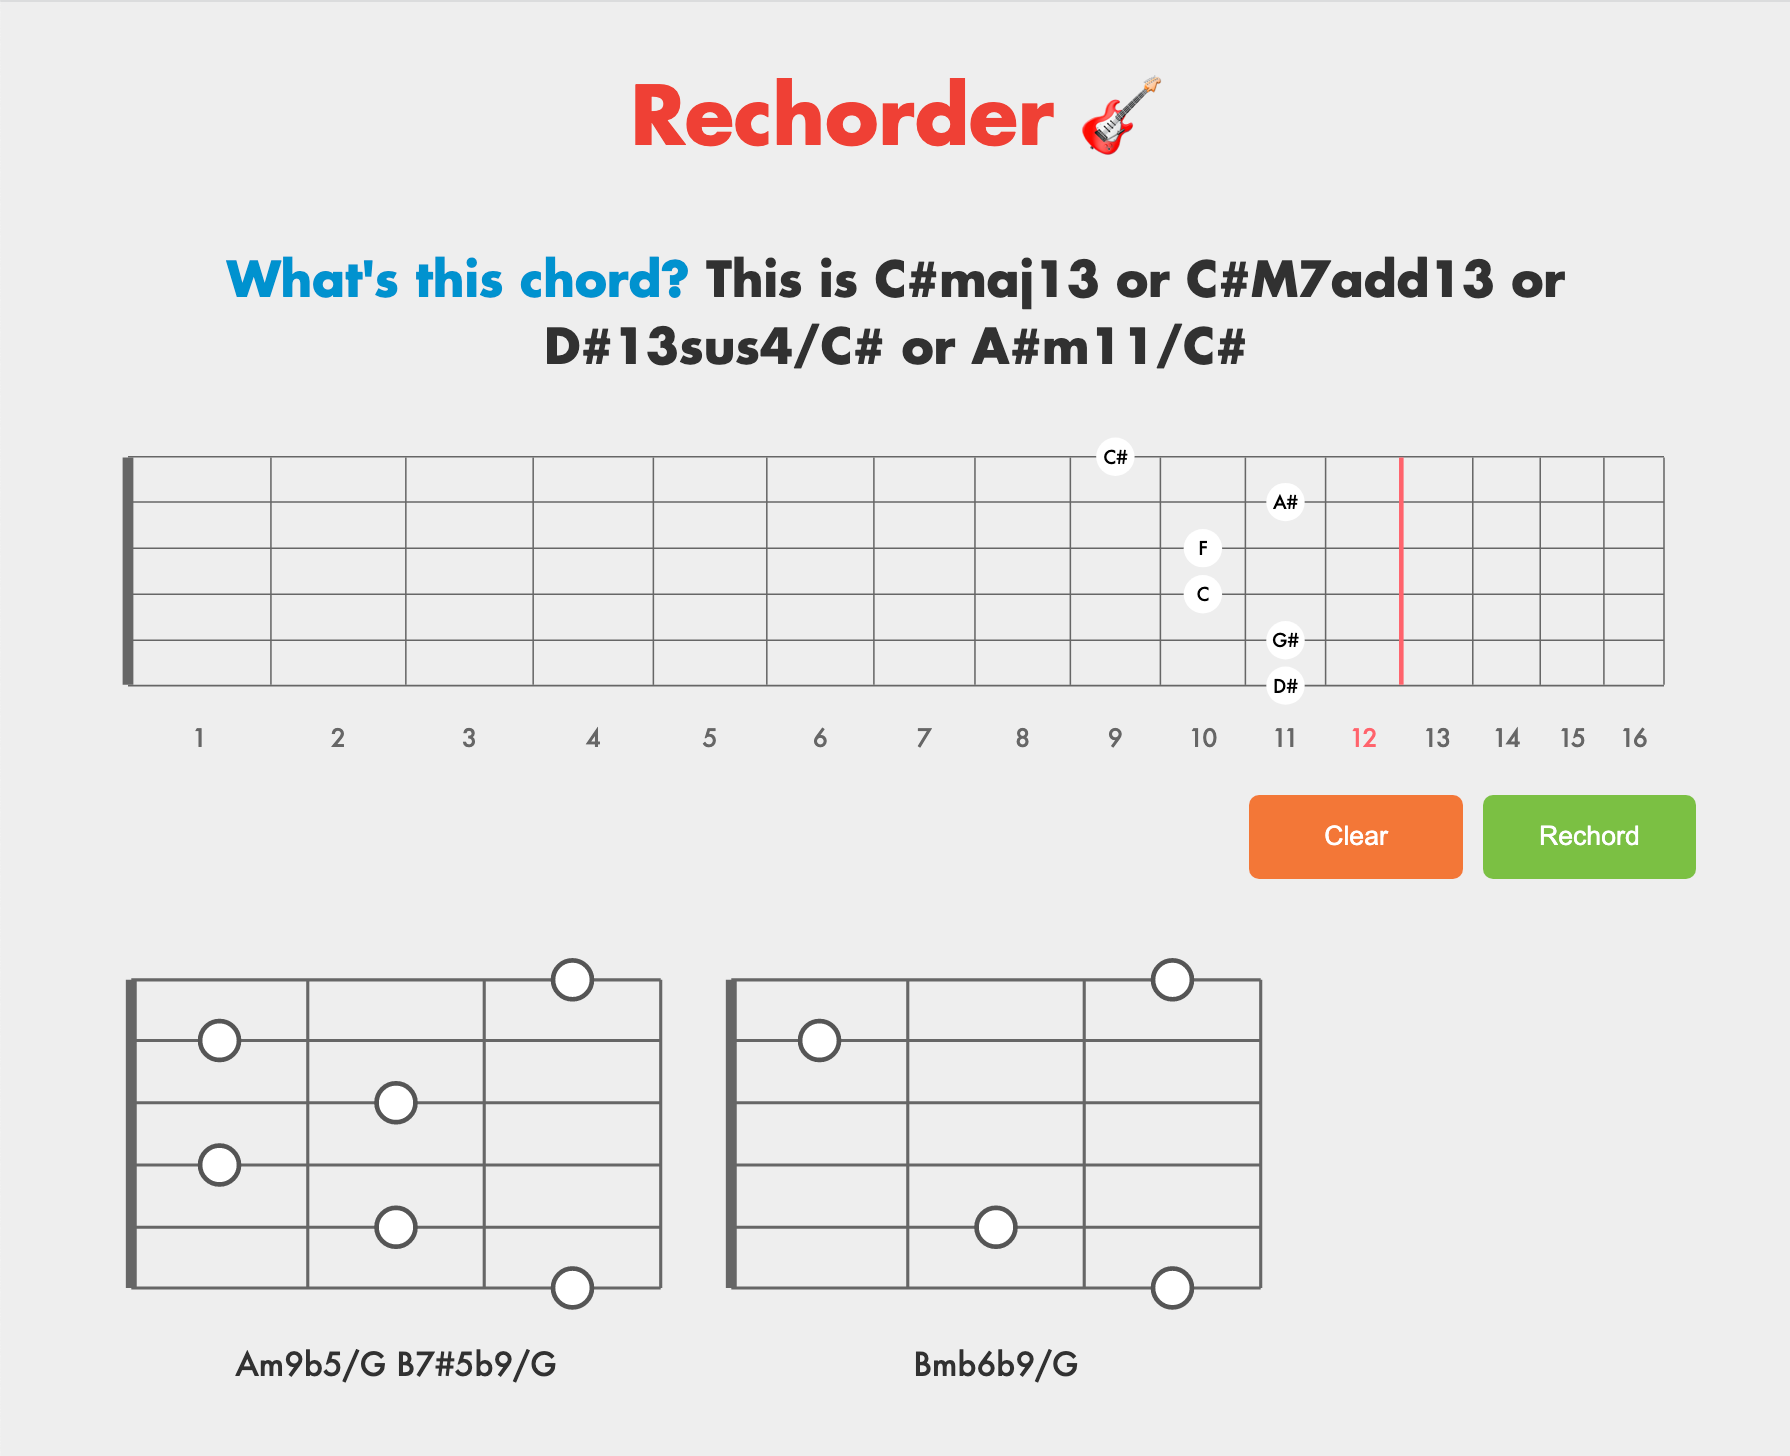 Rechorder
What's this chord? This is C#maj13 or C#M7add13 or
D#13sus4/C# or A#m11/C#
C#
A#
F
C
G#
D#
1 2 3 4 5 6 7 8 9 10 11 12 13 14 15 16
Clear Rechord
Am9b5/G B7#5b9/G Bmb6b9/G